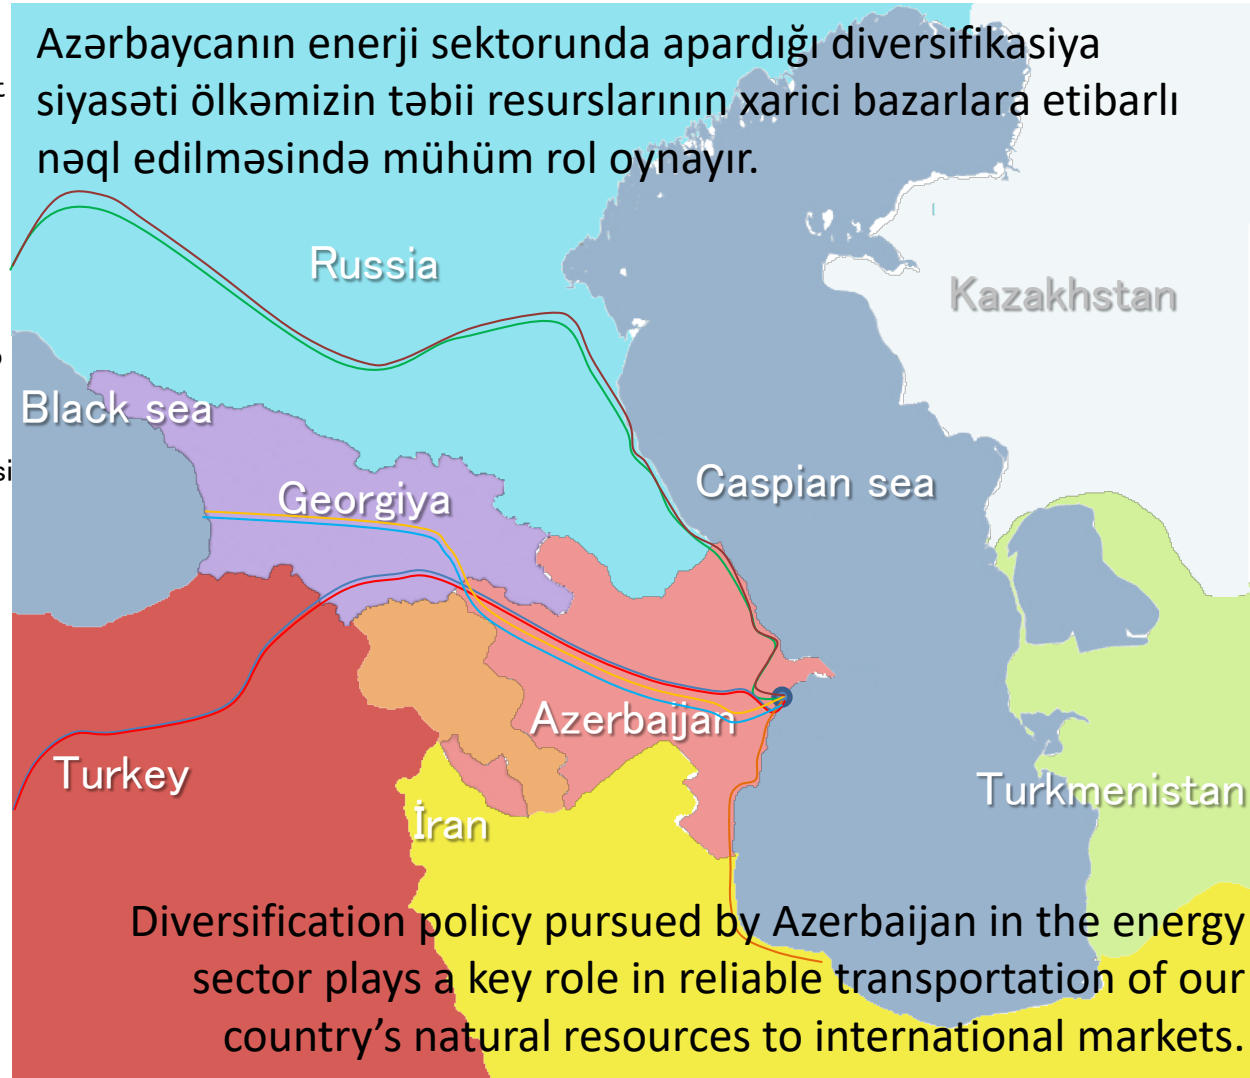 Azərbaycanın enerji sektorunda apardığı diversifikasiya
siyasəti ölkəmizin təbii resurslarının xarici bazarlara etibarlı
nəql edilməsində mühüm rol oynayır.
Russia
Kazakhstan
Black sea
Caspian sea
Georgiya
Azerbaijan
Turkey
Turkmenistan
İran
Diversification policy pursued by Azerbaijan in the energy
sector plays a key role in reliable transportation of our
country’s natural resources to international markets.